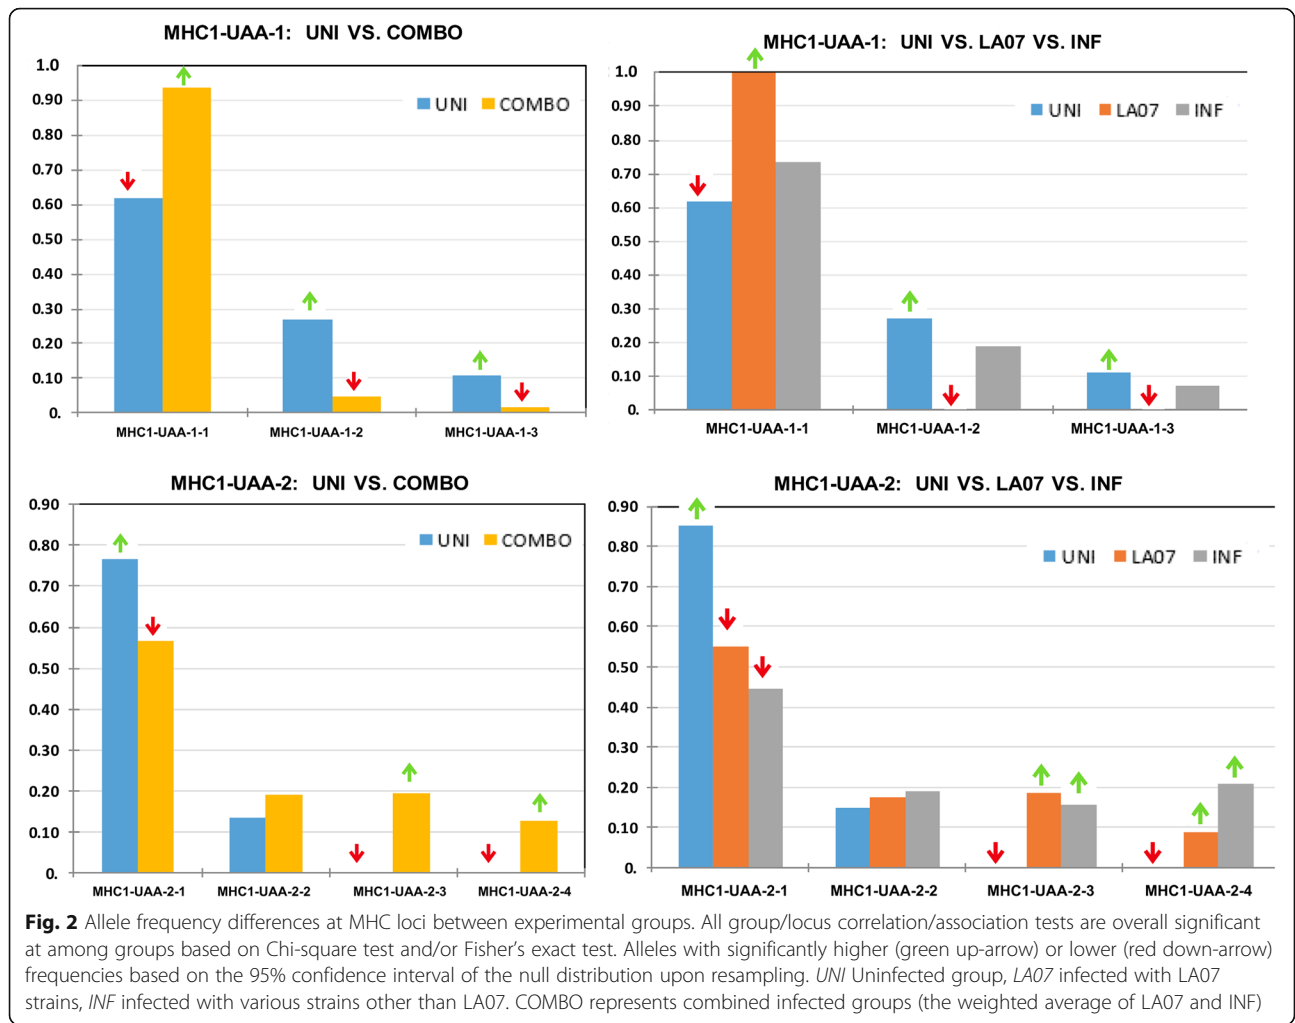 MHC1-UAA-1: UNI VS. COMBO
1.0
0.90
0.80
0.70
0.60
0.50
0.40
0.30
0.20
0.10
0.
UNI COMBO
MHC1-UAA-1-1 MHC1-UAA-1-2 MHC1-UAA-1-3
MHC1-UAA-1: UNI VS. LA07 VS. INF
1.0
0.90
0.80
0.70
0.60
0.50
0.40
0.30
0.20
0.10
0.
UNI LA07 INF
MHC1-UAA-1-1 MHC1-UAA-1-2 MHC1-UAA-1-3
MHC1-UAA-2: UNI VS. COMBO
0.90
0.80
0.70
0.60
0.50
0.40
0.30
0.20
0.10
0.
UNI COMBO
MHC1-UAA-2-1 MHC1-UAA-2-2 MHC1-UAA-2-3 MHC1-UAA-2-4
MHC1-UAA-2: UNI VS. LA07 VS. INF
0.90
0.80
0.70
0.60
0.50
0.40
0.30
0.20
0.10
0.
UNI LA07 INF
MHC1-UAA-2-1 MHC1-UAA-2-2 MHC1-UAA-2-3 MHC1-UAA-2-4
Fig. 2 Allele frequency differences at MHC loci between experimental groups. All group/locus correlation/association tests are overall significant
at among groups based on Chi-square test and/or Fisher's exact test. Alleles with significantly higher (green up-arrow) or lower (red down-arrow)
frequencies based on the 95% confidence interval of the null distribution upon resampling. UNI Uninfected group, LA07 infected with LA07
strains, INF infected with various strains other than LA07. COMBO represents combined infected groups (the weighted average of LA07 and INF)